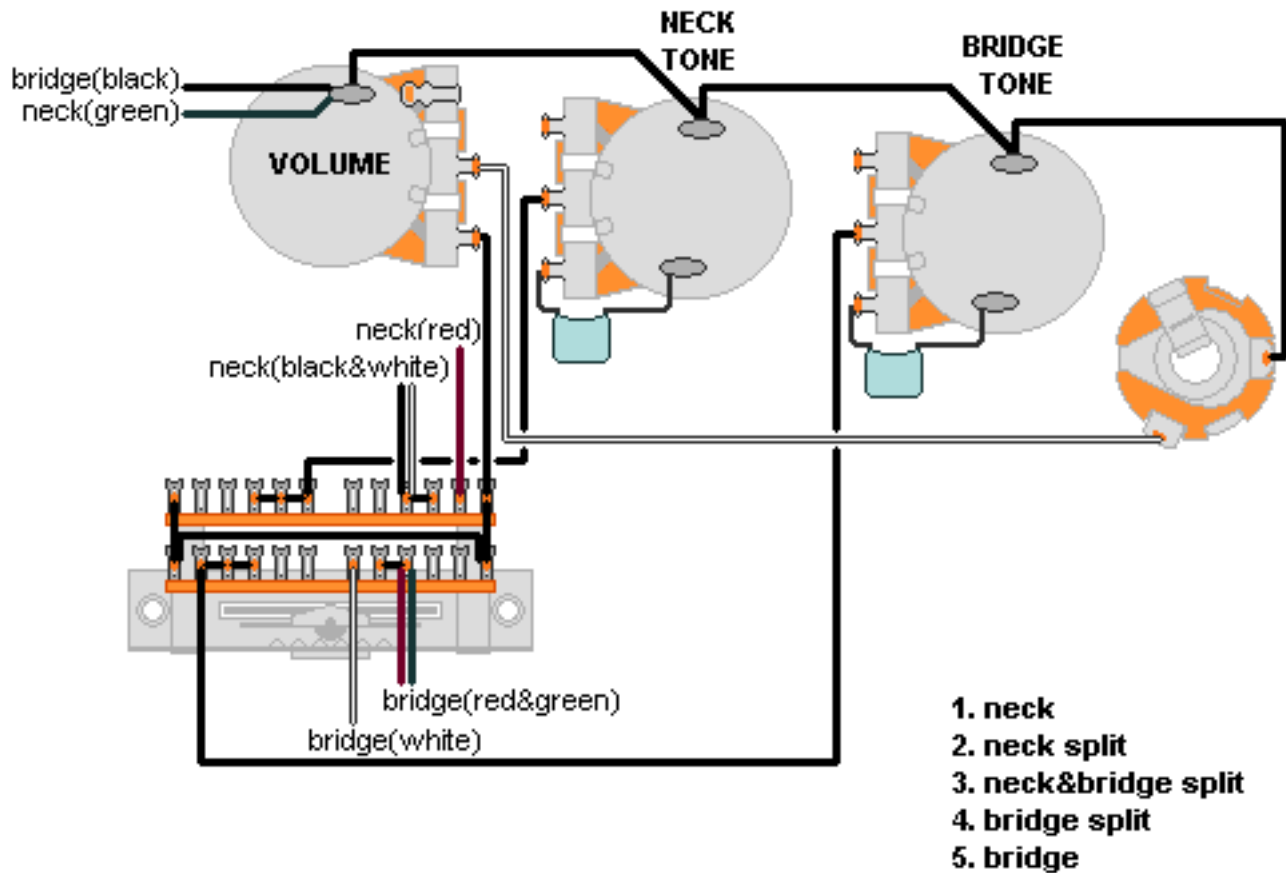 NECK
TONE
BRIDGE
TONE
bridge(black)
neck(green)
VOLUME
neck(red)
neck(black&white)
bridge(red&green)
bridge(white)
1. neck
2. neck split
3. neck&bridge split
4. bridge split
5. bridge